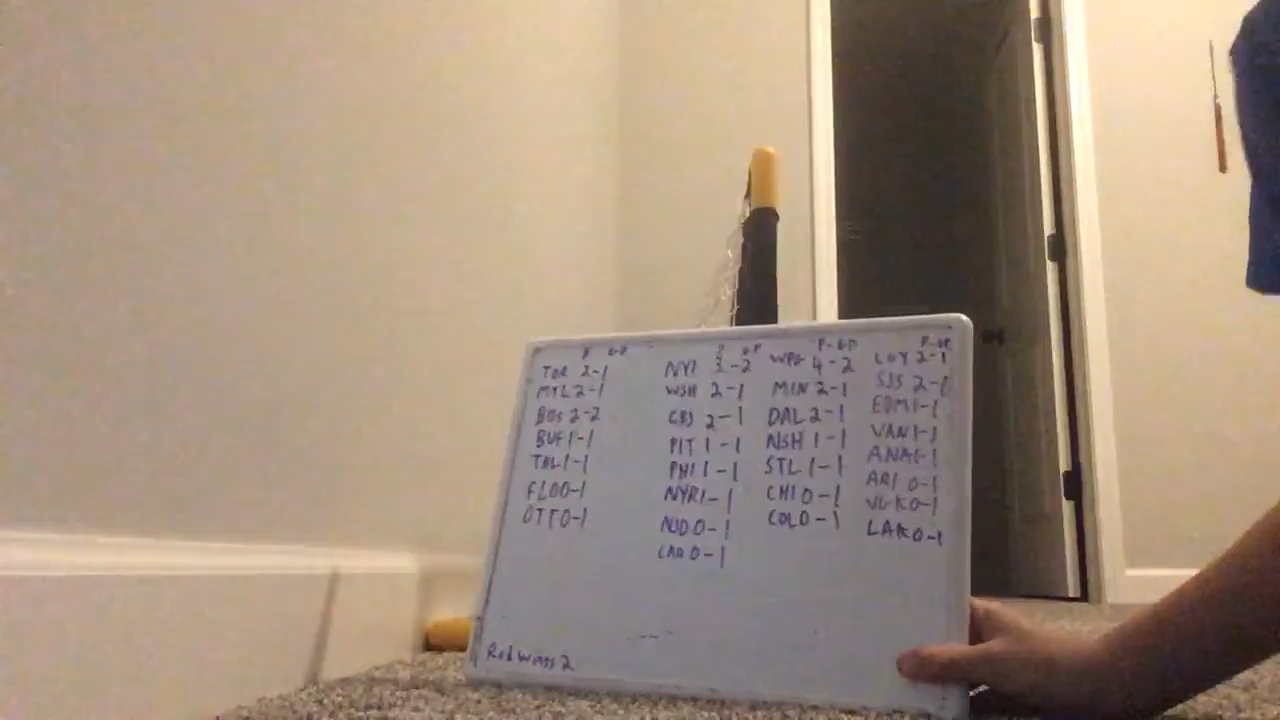 P G-P
TOR 2-1
MTL 2-1
BOS 2-2
BUF 1-1
TBL 1-1
FLO 0-1
OTT 0-1
P G-P
NYI 3-2
WSH 2-1
CBJ 2-1
PIT 1-1
PHI 1-1
NYR 1-1
NJD 0-1
CAR 0-1
P-GP
WPG 4-2
MIN 2-1
DAL 2-1
NSH 1-1
STL 1-1
CHI 0-1
COL 0-1
P-GP
CGY 2-1
SJS 2-1
EDM 1-1
VAN 1-1
ANA 1-1
ARI 0-1
VGK 0-1
LAK 0-1
Red Wings 2